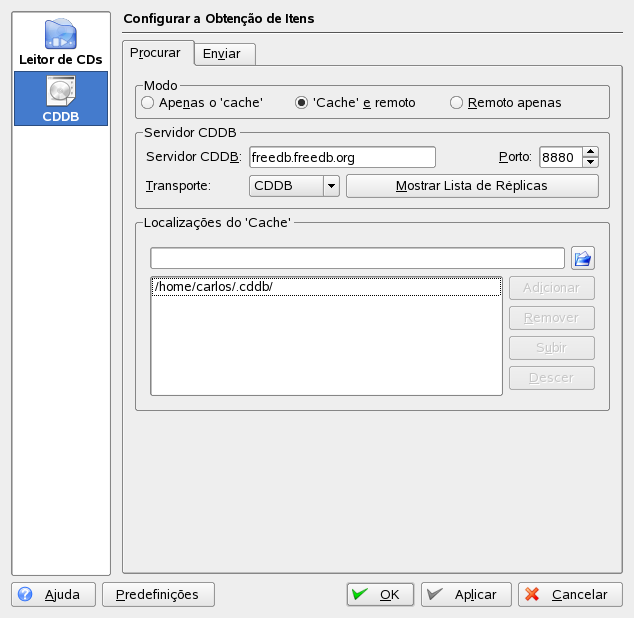 Configurar a Obtenção de Itens
Leitor de CDs
CDDB
Procurar
Enviar
Modo
Apenas o 'cache'
'Cache' e remoto
Remoto apenas
Servidor CDDB
Servidor CDDB: freedb.freedb.org
Porto: 8880
Transporte: CDDB
Mostrar Lista de Réplicas
Localizações do 'Cache'
/home/carlos/.cddb/
Adicionar
Remover
Subir
Descer
Ajuda
Predefinições
OK
Aplicar
Cancelar